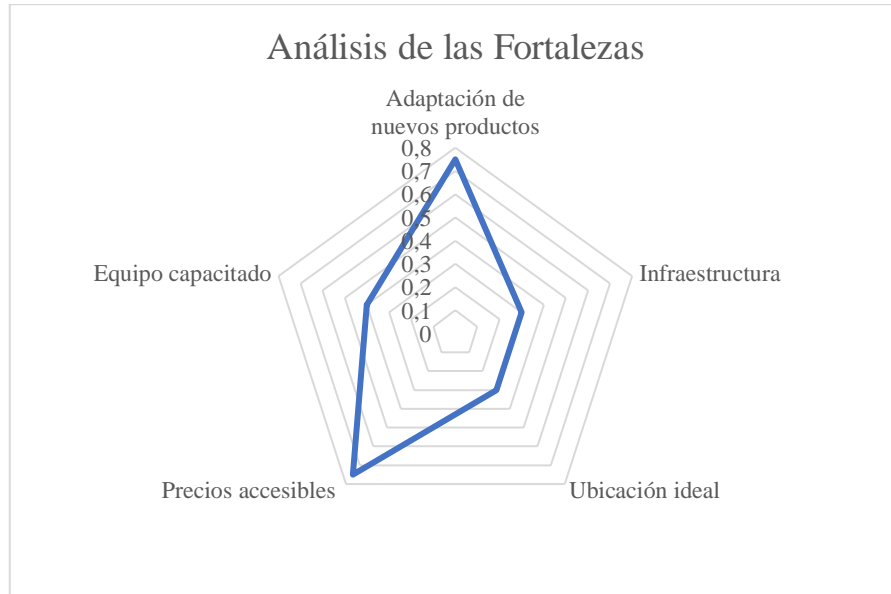 Análisis de las Fortalezas
Adaptación de
nuevos productos
0,8
0,7
0,6
0,5
0,4
0,3
0,2
0,1
0
Equipo capacitado
Infraestructura
Precios accesibles
Ubicación ideal